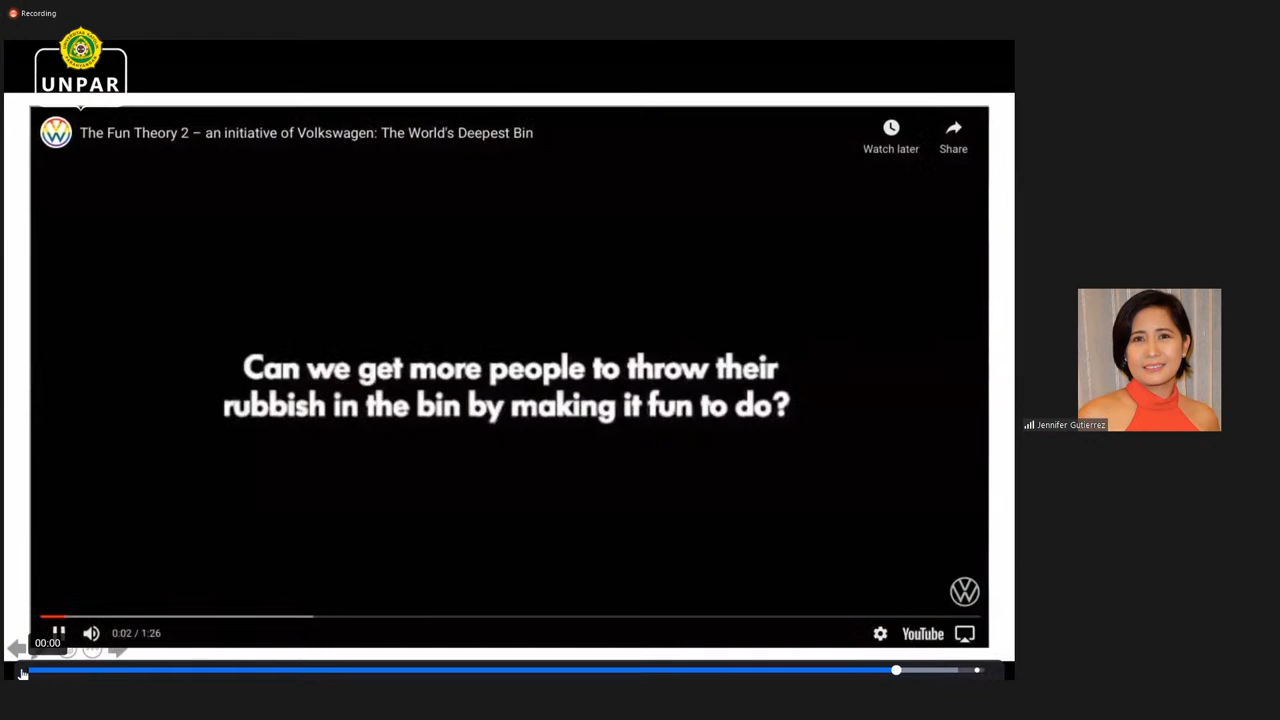 Recording
UNPAR
The Fun Theory 2 – an initiative of Volkswagen: The World's Deepest Bin
Watch later
Share
Can we get more people to throw their
rubbish in the bin by making it fun to do?
Jennifer Gutierrez
0:02 / 1:26
YouTube
00:00